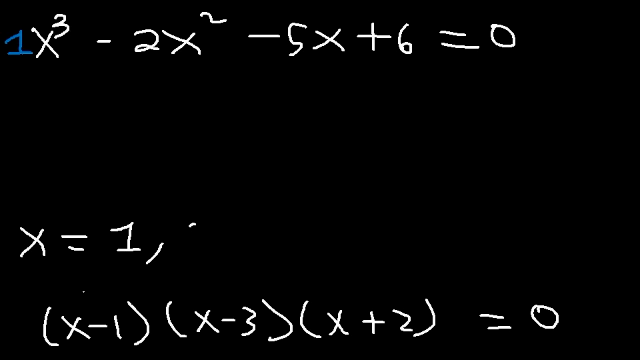 1x³ - 2x² - 5x + 6 = 0
x = 1,
(x-1)(x-3)(x+2) = 0